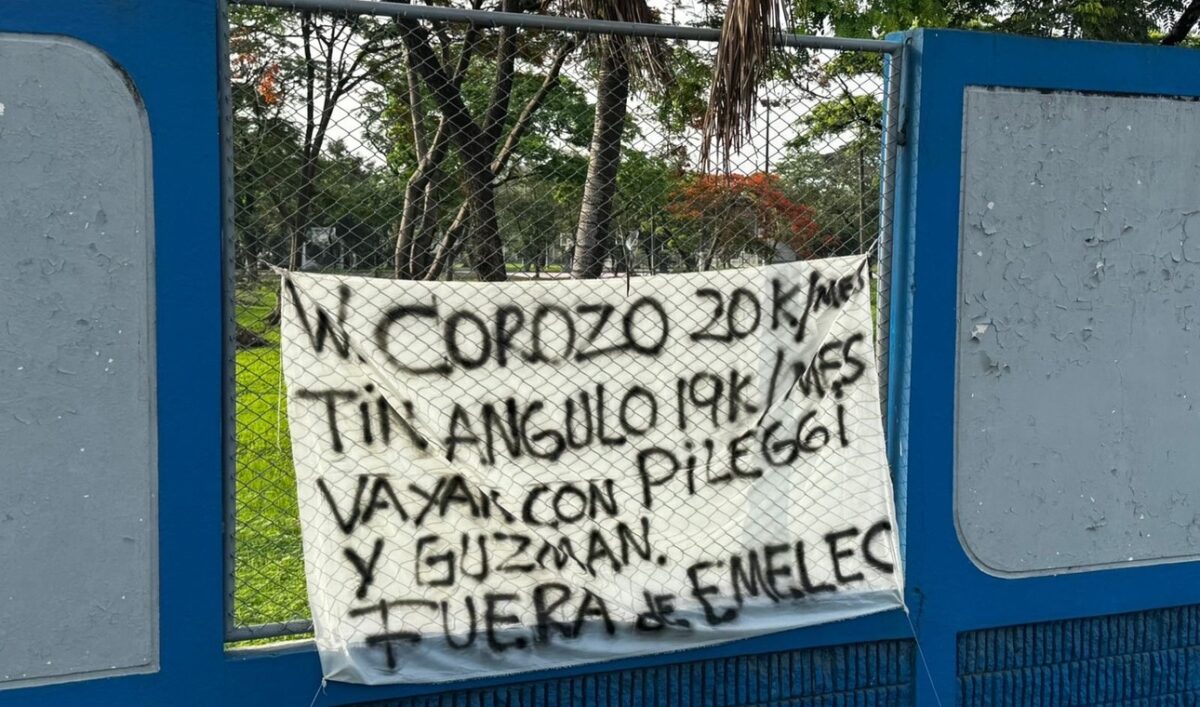 W. COROZO 20K/MES
TIN ANGULO 19K/MES
VAYAN CON PiLEGGi
Y GUZMAN.
FUERA de EMELEC